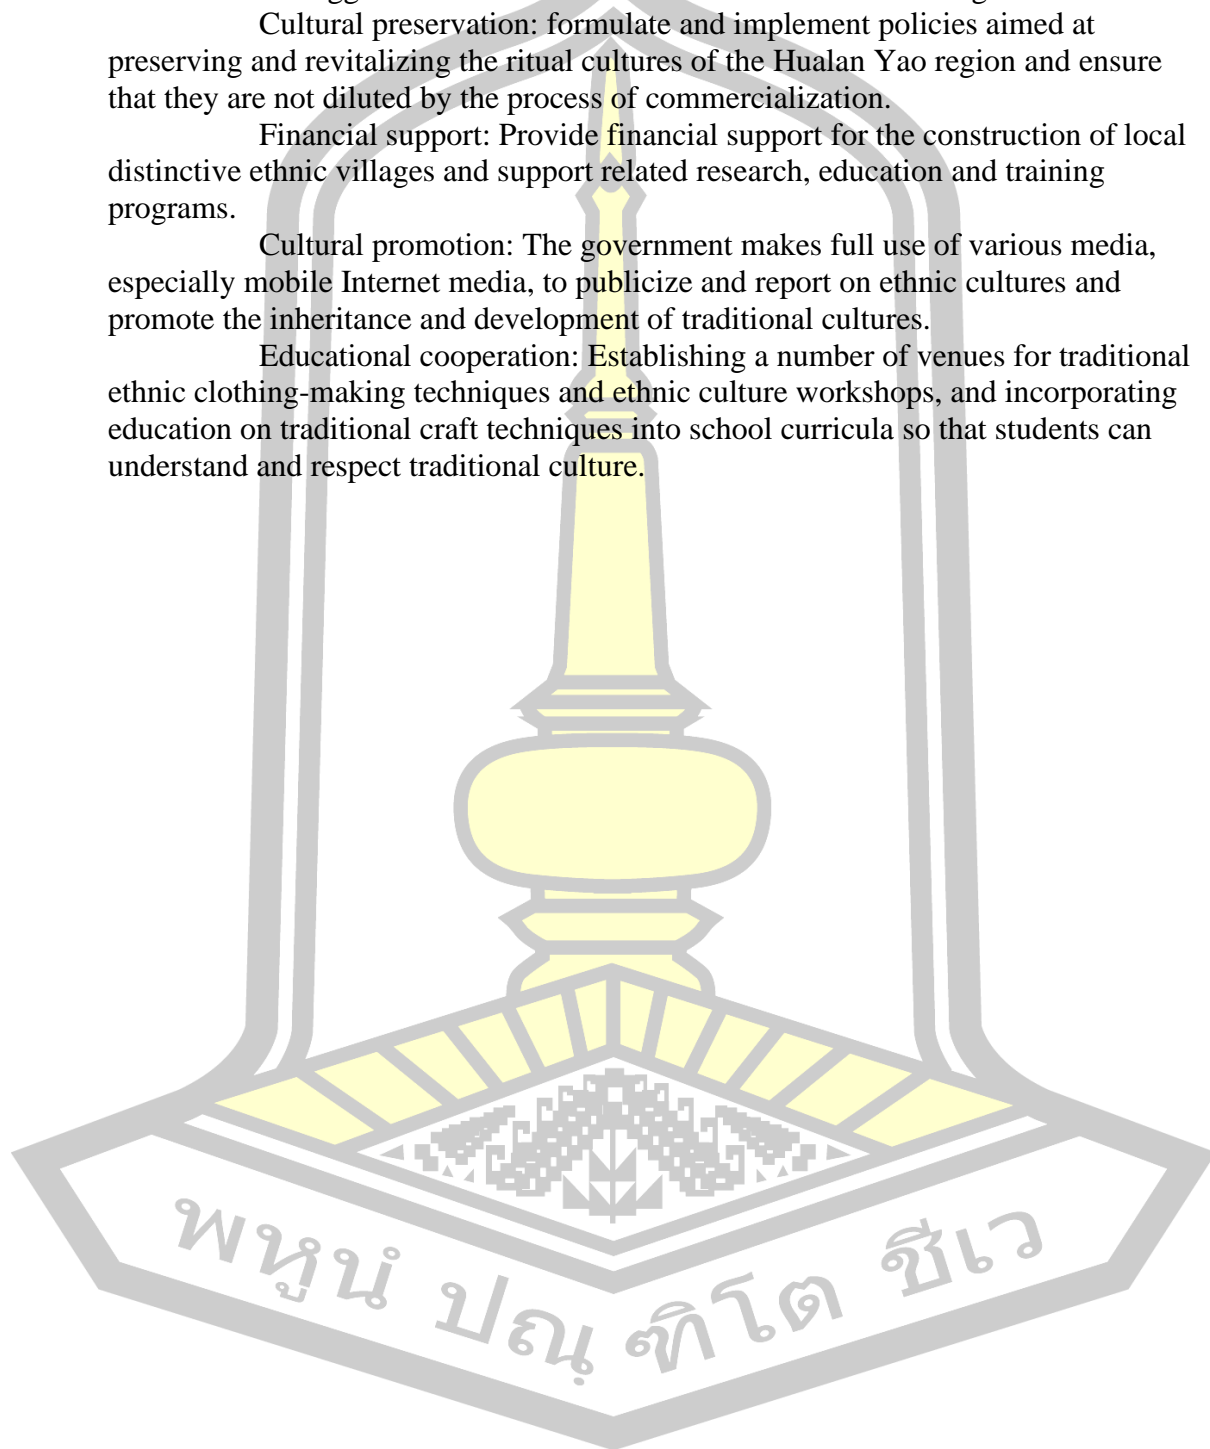 Cultural preservation: formulate and implement policies aimed at
preserving and revitalizing the ritual cultures of the Hualan Yao region and ensure
that they are not diluted by the process of commercialization.
Financial support: Provide financial support for the construction of local
distinctive ethnic villages and support related research, education and training
programs.
Cultural promotion: The government makes full use of various media,
especially mobile Internet media, to publicize and report on ethnic cultures and
promote the inheritance and development of traditional cultures.
Educational cooperation: Establishing a number of venues for traditional
ethnic clothing-making techniques and ethnic culture workshops, and incorporating
education on traditional craft techniques into school curricula so that students can
understand and respect traditional culture.
พหูนํ ปณฺฑิโต ชีเว